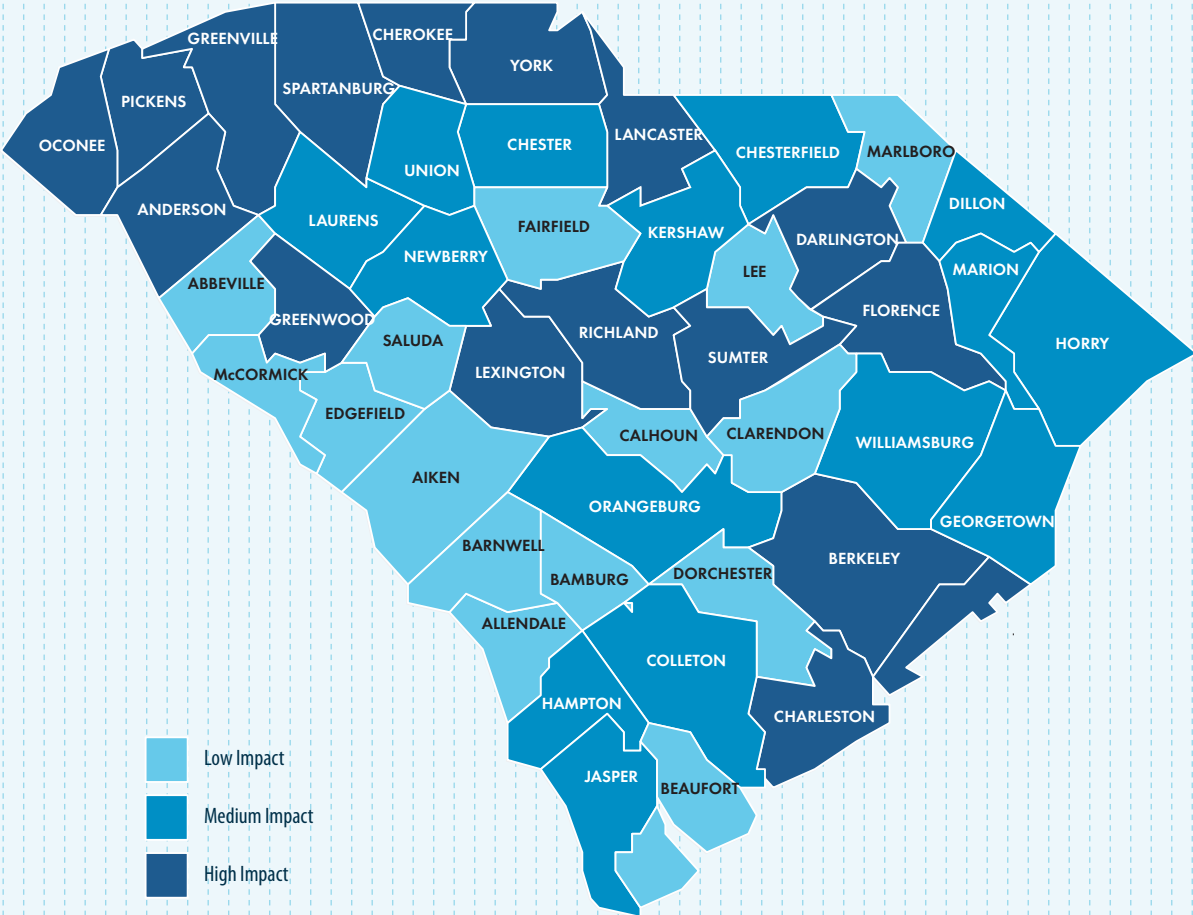 GREENVILLE
CHEROKEE
YORK
SPARTANBURG
PICKENS
OCONEE
LANCASTER
CHESTER
UNION
CHESTERFIELD
MARLBORO
ANDERSON
LAURENS
FAIRFIELD
KERSHAW
DARLINGTON
DILLON
NEWBERRY
LEE
MARION
ABBEVILLE
GREENWOOD
SALUDA
RICHLAND
FLORENCE
HORRY
SUMTER
McCORMICK
LEXINGTON
EDGEFIELD
CALHOUN
CLARENDON
WILLIAMSBURG
AIKEN
ORANGEBURG
GEORGETOWN
BARNWELL
BAMBURG
DORCHESTER
BERKELEY
ALLENDALE
COLLETON
HAMPTON
CHARLESTON
JASPER
BEAUFORT
Low Impact
Medium Impact
High Impact